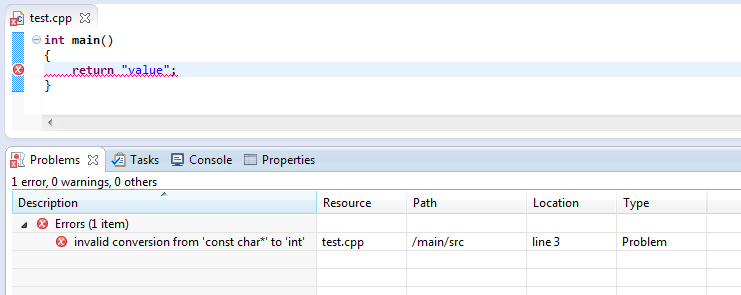 test.cpp
int main()
{
return "value";
}
Problems Tasks Console Properties
1 error, 0 warnings, 0 others
Description Resource Path Location Type
Errors (1 item)
invalid conversion from 'const char*' to 'int' test.cpp /main/src line 3 Problem